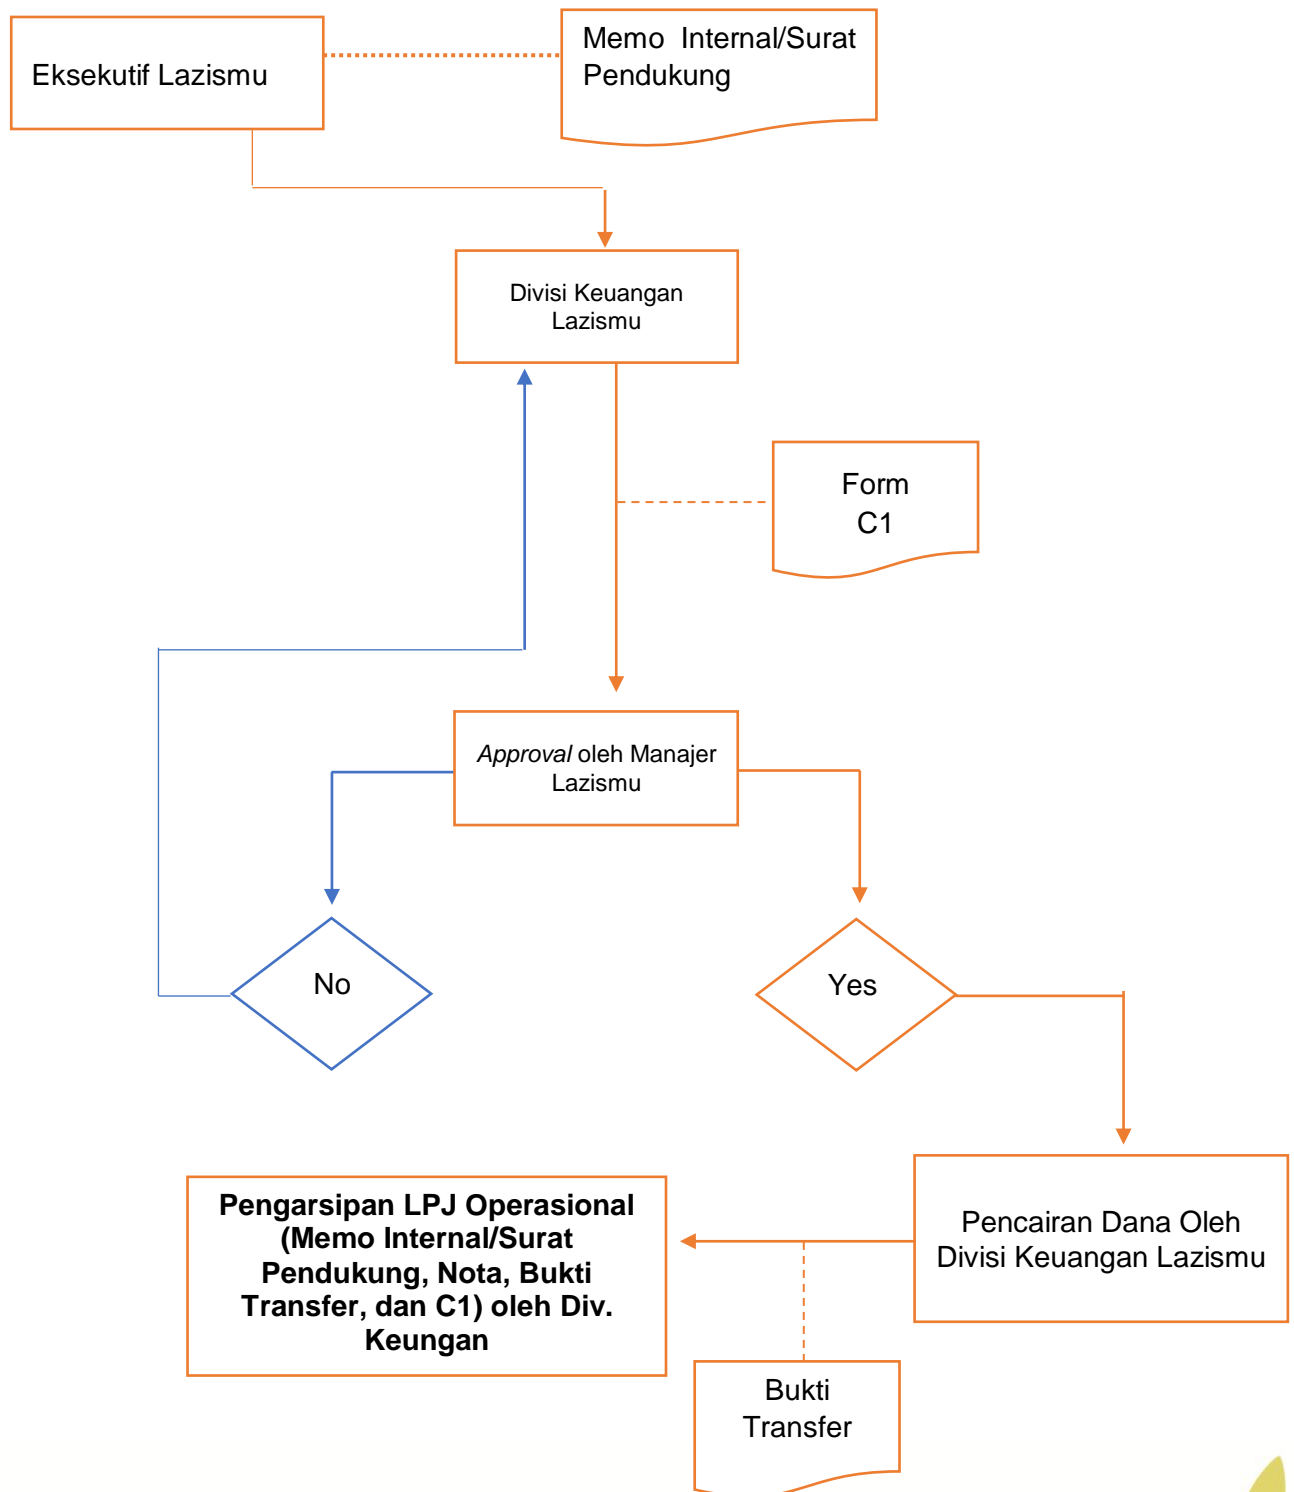 Eksekutif Lazismu
Memo Internal/Surat
Pendukung
Divisi Keuangan
Lazismu
Form
C1
Approval oleh Manajer
Lazismu
No
Yes
Pengarsipan LPJ Operasional
(Memo Internal/Surat
Pendukung, Nota, Bukti
Transfer, dan C1) oleh Div.
Keungan
Pencairan Dana Oleh
Divisi Keuangan Lazismu
Bukti
Transfer